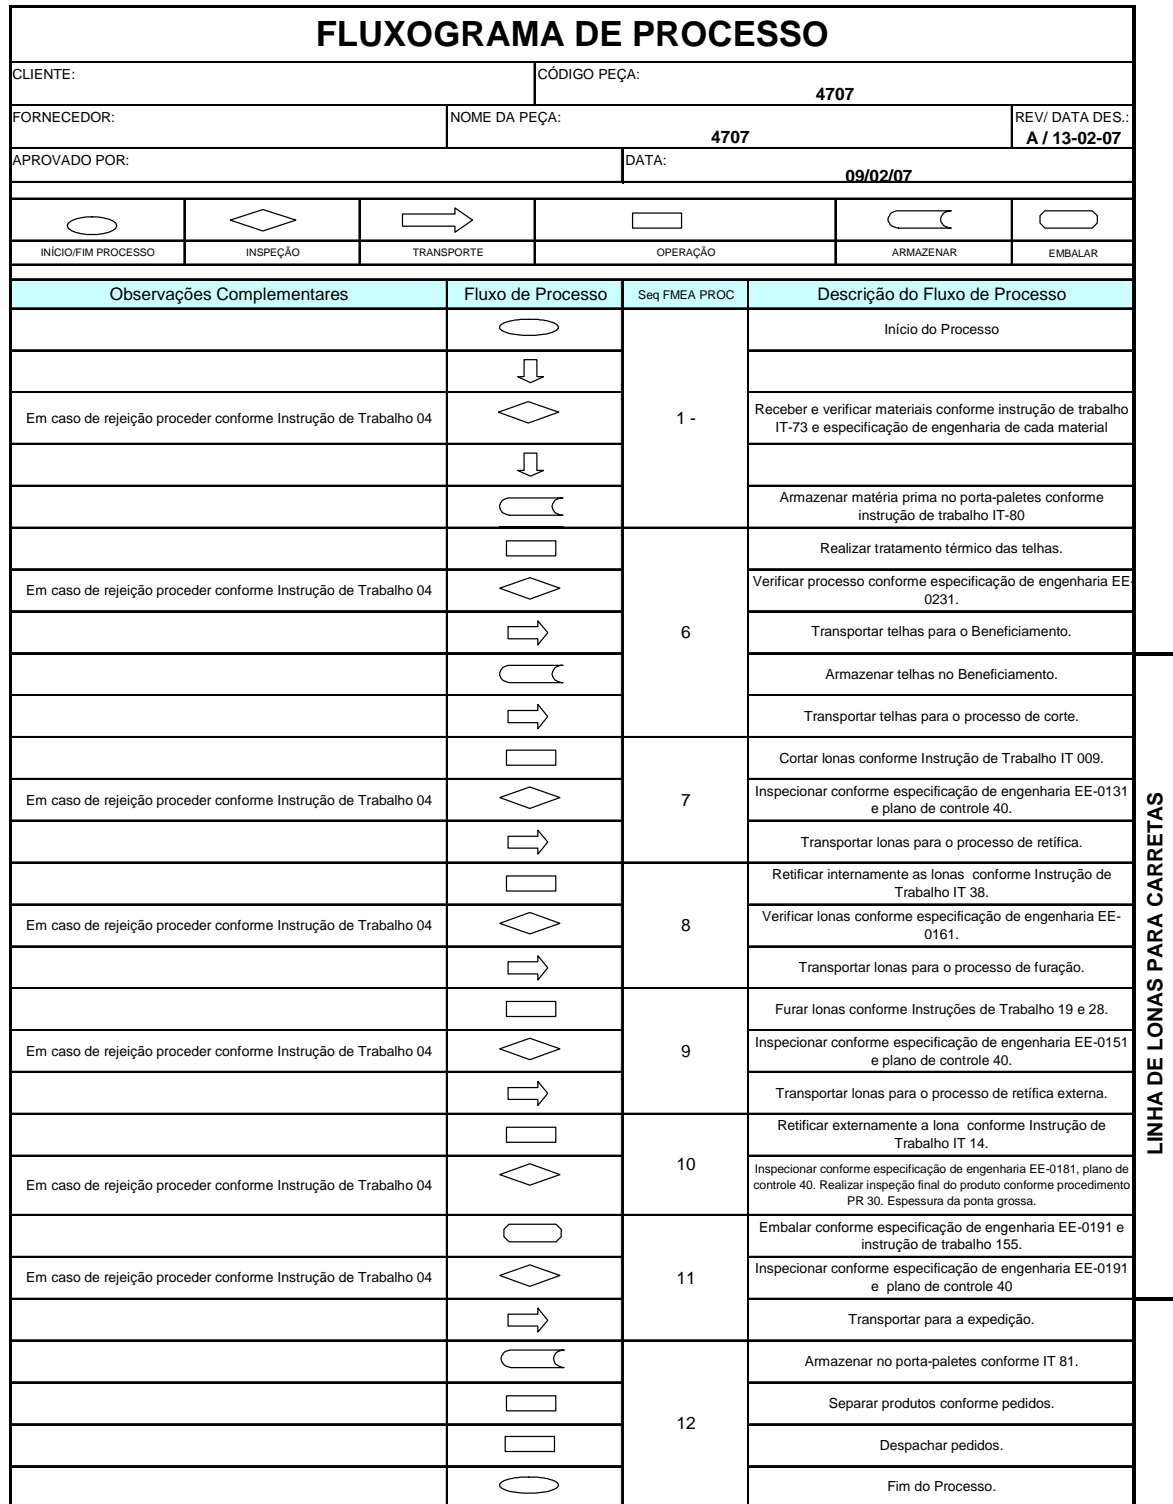 FLUXOGRAMA DE PROCESSO
CLIENTE:
CÓDIGO PEÇA:
4707
FORNECEDOR:
NOME DA PEÇA:
4707
REV/ DATA DES.:
A / 13-02-07
APROVADO POR:
DATA:
09/02/07
INÍCIO/FIM PROCESSO
INSPEÇÃO
TRANSPORTE
OPERAÇÃO
ARMAZENAR
EMBALAR
Observações Complementares
Fluxo de Processo
Seq FMEA PROC
Descrição do Fluxo de Processo
Início do Processo
Em caso de rejeição proceder conforme Instrução de Trabalho 04
1 -
Receber e verificar materiais conforme instrução de trabalho
IT-73 e especificação de engenharia de cada material
Armazenar matéria prima no porta-paletes conforme
instrução de trabalho IT-80
Realizar tratamento térmico das telhas.
Em caso de rejeição proceder conforme Instrução de Trabalho 04
Verificar processo conforme especificação de engenharia EE-
0231.
6
Transportar telhas para o Beneficiamento.
Armazenar telhas no Beneficiamento.
Transportar telhas para o processo de corte.
Cortar lonas conforme Instrução de Trabalho IT 009.
Em caso de rejeição proceder conforme Instrução de Trabalho 04
7
Inspecionar conforme especificação de engenharia EE-0131
e plano de controle 40.
Transportar lonas para o processo de retífica.
Retificar internamente as lonas  conforme Instrução de
Trabalho IT 38.
Em caso de rejeição proceder conforme Instrução de Trabalho 04
8
Verificar lonas conforme especificação de engenharia EE-
0161.
Transportar lonas para o processo de furação.
Furar lonas conforme Instruções de Trabalho 19 e 28.
Em caso de rejeição proceder conforme Instrução de Trabalho 04
9
Inspecionar conforme especificação de engenharia EE-0151
e plano de controle 40.
Transportar lonas para o processo de retífica externa.
Retificar externamente a lona  conforme Instrução de
Trabalho IT 14.
10
Em caso de rejeição proceder conforme Instrução de Trabalho 04
Inspecionar conforme especificação de engenharia EE-0181, plano de
controle 40. Realizar inspeção final do produto conforme procedimento
PR 30. Espessura da ponta grossa.
Embalar conforme especificação de engenharia EE-0191 e
instrução de trabalho 155.
Em caso de rejeição proceder conforme Instrução de Trabalho 04
11
Inspecionar conforme especificação de engenharia EE-0191
e  plano de controle 40
Transportar para a expedição.
Armazenar no porta-paletes conforme IT 81.
Separar produtos conforme pedidos.
12
Despachar pedidos.
Fim do Processo.
LINHA DE LONAS PARA CARRETAS